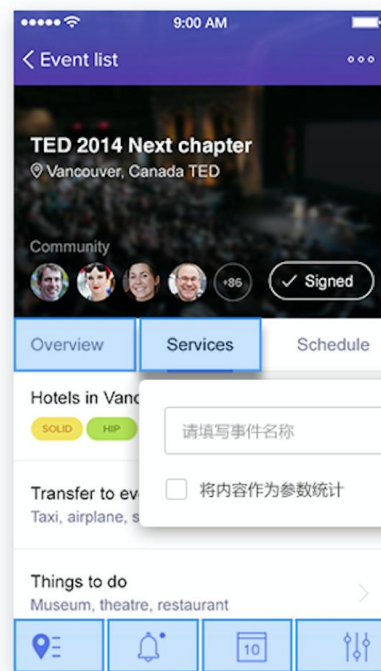 9:00 AM
Event list
TED 2014 Next chapter
Vancouver, Canada TED
Community
+86
Signed
Overview Services Schedule
Hotels in Vanc
SOLID HIP
请填写事件名称
将内容作为参数统计
Transfer to ev
Taxi, airplane, s
Things to do
Museum, theatre, restaurant
10